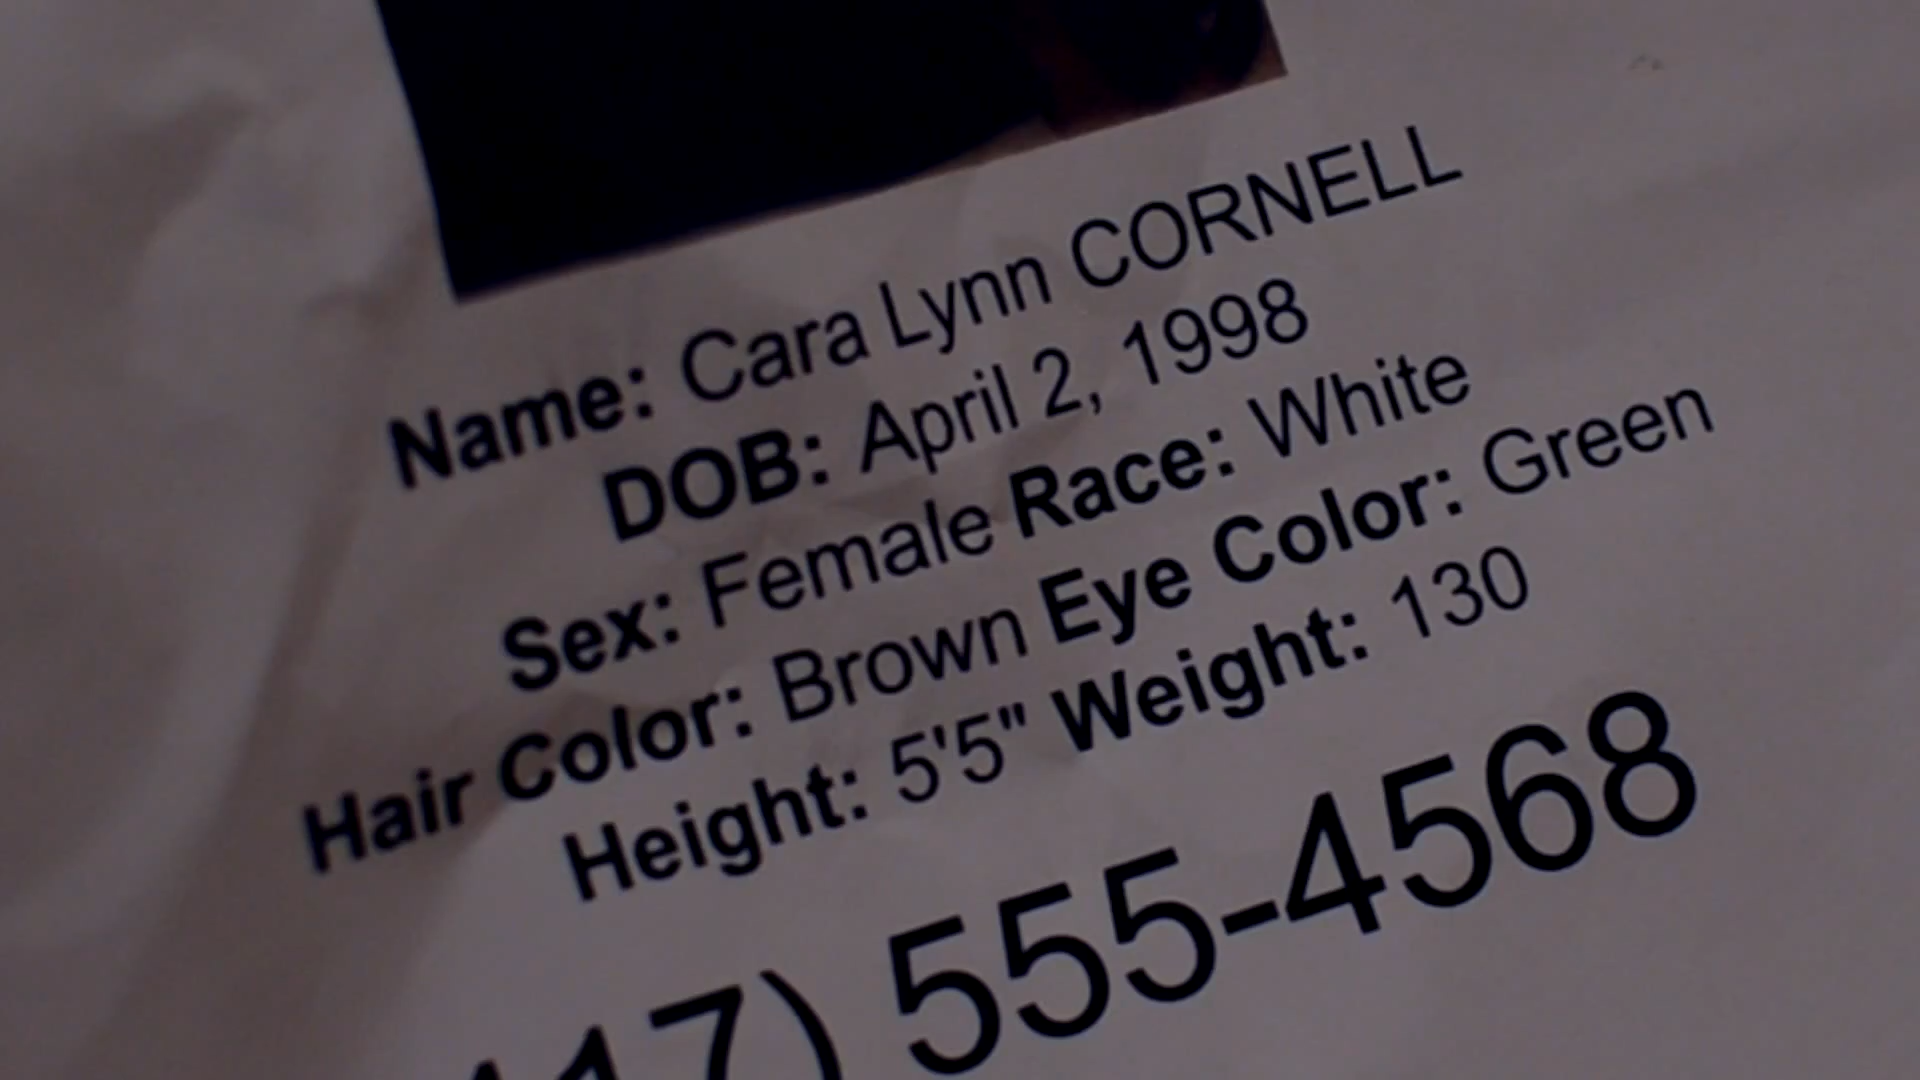 Name: Cara Lynn CORNELL
DOB: April 2, 1998
Sex: Female Race: White
Hair Color: Brown Eye Color: Green
Height: 5'5" Weight: 130
17) 555-4568